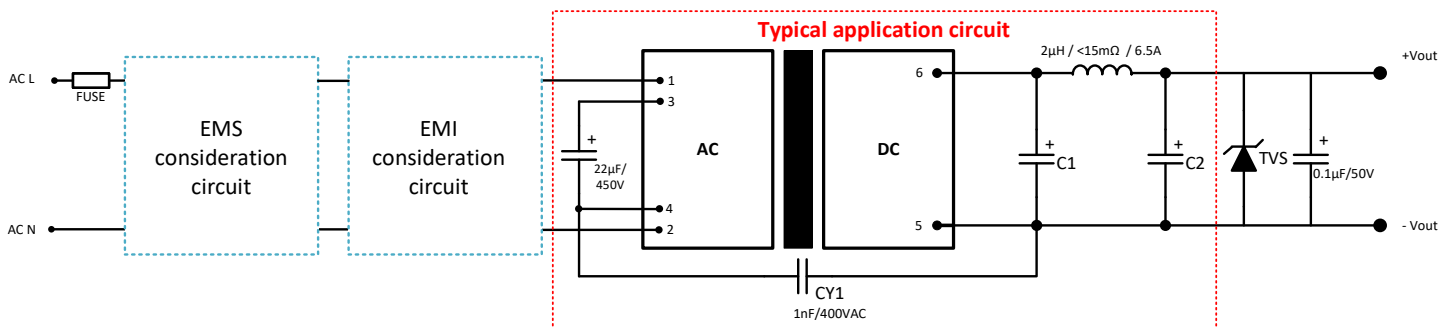 Typical application circuit
2µH / <15mΩ / 6.5A
AC L
FUSE
EMS
consideration
circuit
EMI
consideration
circuit
1
3
+
22µF/
450V
4
2
AC
DC
6
5
+
C1
+
C2
TVS
+
0.1µF/50V
+Vout
- Vout
AC N
CY1
1nF/400VAC